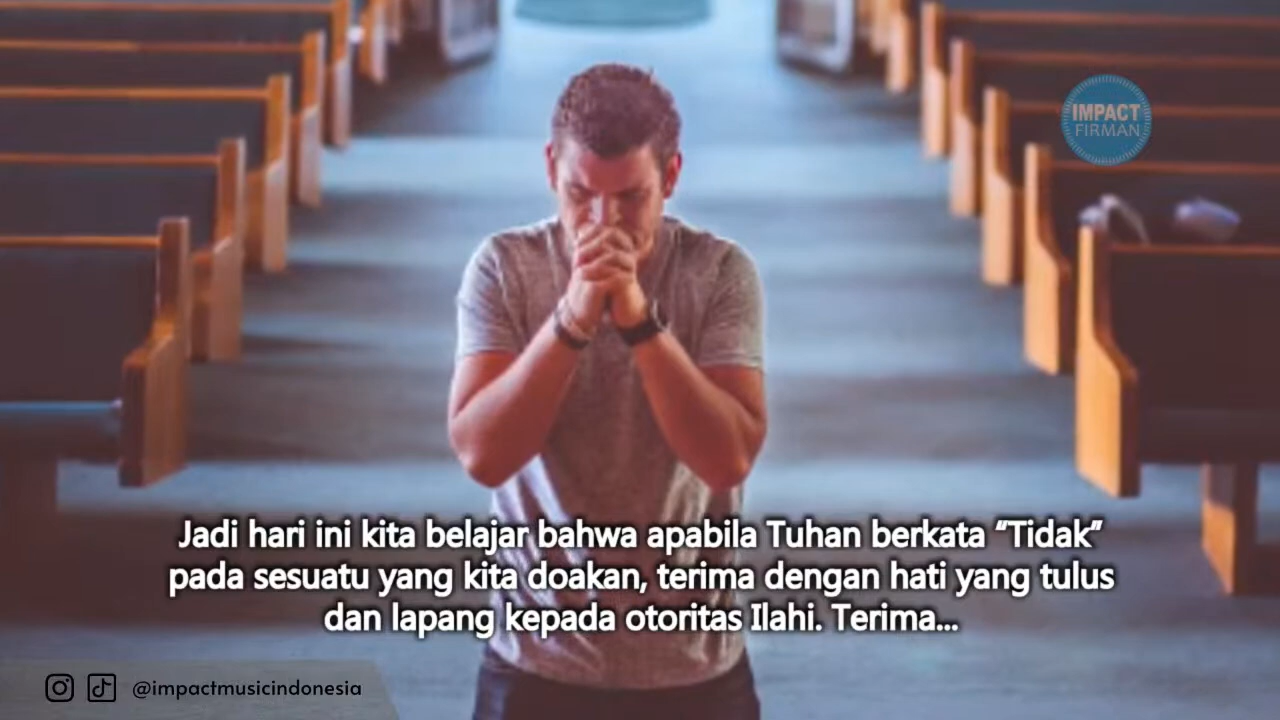 IMPACT
FIRMAN
Jadi hari ini kita belajar bahwa apabila Tuhan berkata “Tidak”
pada sesuatu yang kita doakan, terima dengan hati yang tulus
dan lapang kepada otoritas Ilahi. Terima...
@impactmusicindonesia